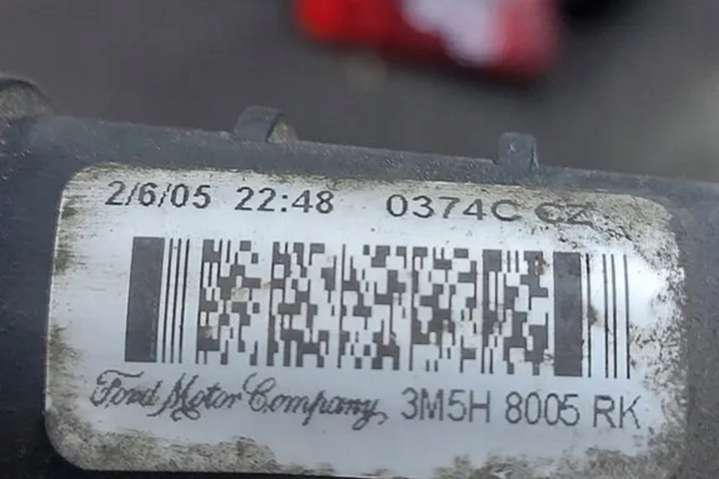 2/6/05 22:48 0374C CZ
Ford Motor Company, 3M5H 8005 RK